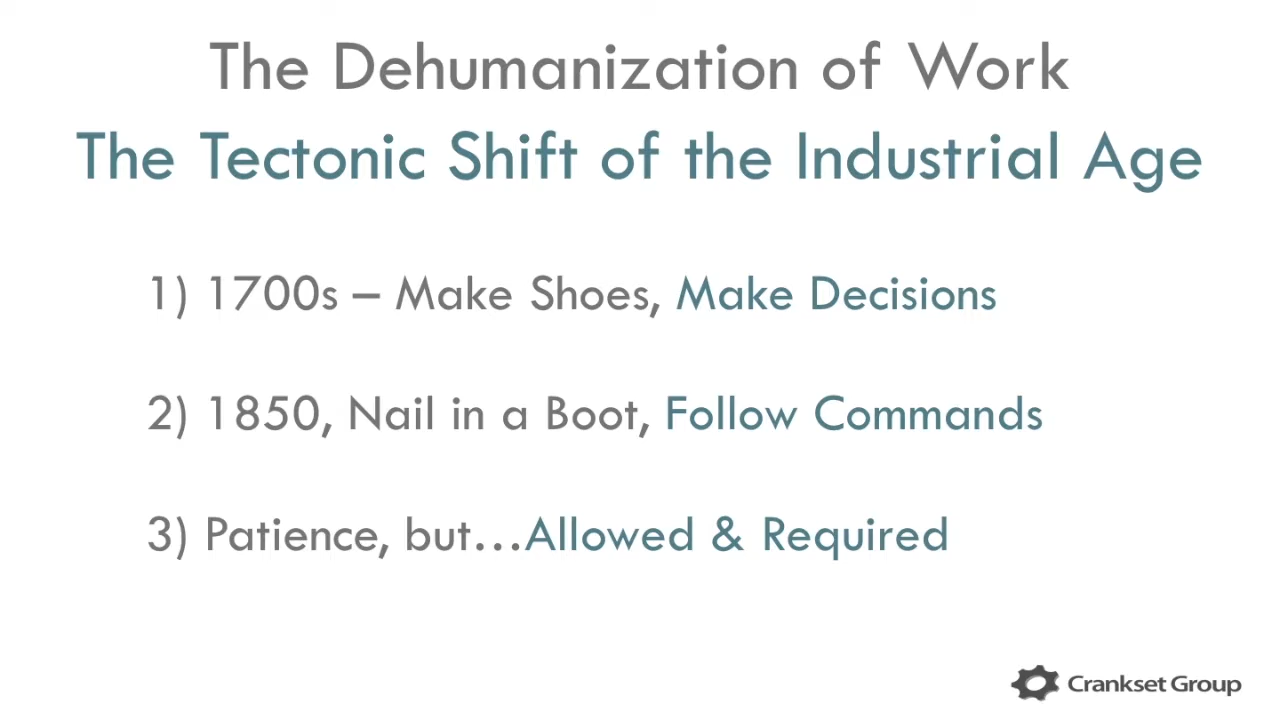 The Dehumanization of Work
The Tectonic Shift of the Industrial Age
1) 1700s – Make Shoes, Make Decisions
2) 1850, Nail in a Boot, Follow Commands
3) Patience, but...Allowed & Required
Crankset Group